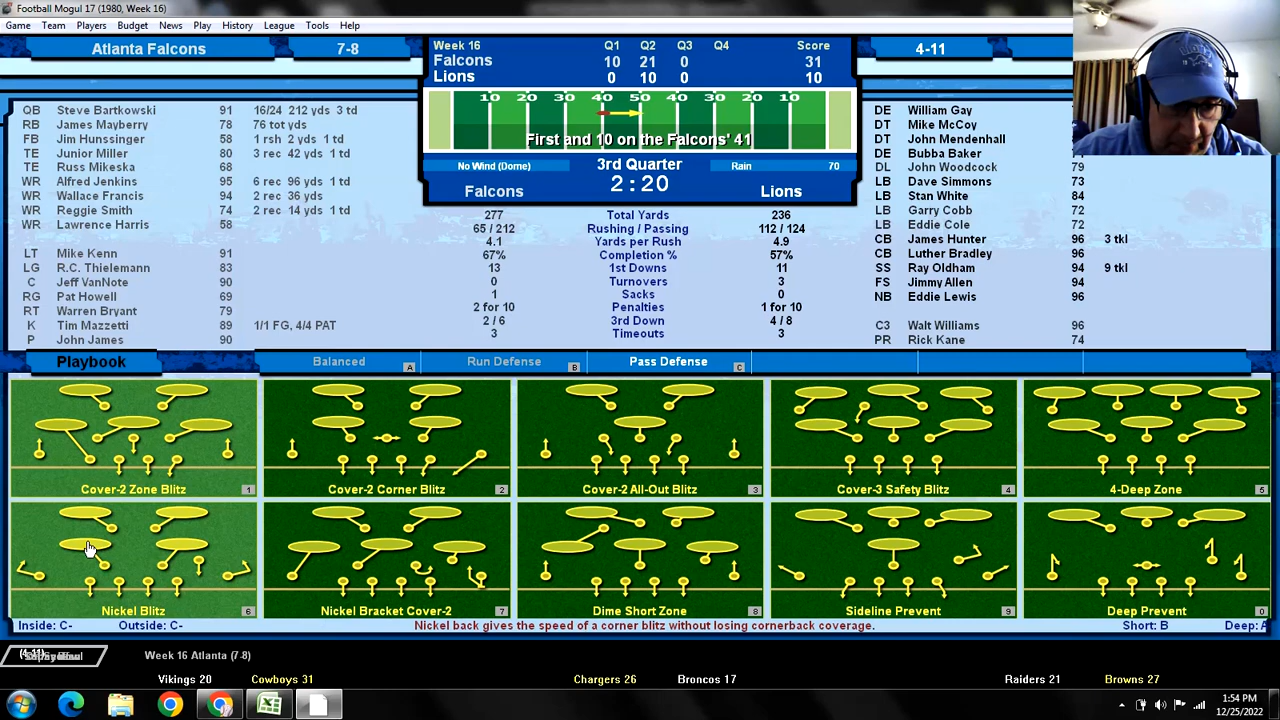 Football Mogul 17 (1980, Week 16)
Game Team Players Budget News Play History League Tools Help
Atlanta Falcons 7-8
Week 16 Q1 Q2 Q3 Q4 Score
Falcons 10 21 0 31
Lions 0 10 0 10
4-11
10 20 30 40 50 40 30 20 10
First and 10 on the Falcons' 41
No Wind (Dome) 3rd Quarter Rain 70
Falcons 2:20 Lions
QB Steve Bartkowski 91 16/24 212 yds 3 td
RB James Mayberry 78 76 tot yds
FB Jim Hunssinger 58 1 rsh 2 yds 1 td
TE Junior Miller 80 3 rec 42 yds 1 td
TE Russ Mikeska 68
WR Alfred Jenkins 95 6 rec 96 yds 1 td
WR Wallace Francis 94 2 rec 36 yds
WR Reggie Smith 74 2 rec 14 yds 1 td
WR Lawrence Harris 58
LT Mike Kenn 91
LG R.C. Thielemann 83
C Jeff VanNote 90
RG Pat Howell 69
RT Warren Bryant 79
K Tim Mazzetti 89 1/1 FG, 4/4 PAT
P John James 90
277 Total Yards 236
65 / 212 Rushing / Passing 112 / 124
4.1 Yards per Rush 4.9
67% Completion % 57%
13 1st Downs 11
0 Turnovers 3
1 Sacks 0
2 for 10 Penalties 1 for 10
2 / 6 3rd Down 4 / 8
3 Timeouts 3
DE William Gay
DT Mike McCoy
DT John Mendenhall
DE Bubba Baker
DL John Woodcock 79
LB Dave Simmons 73
LB Stan White 84
LB Garry Cobb 72
LB Eddie Cole 72
CB James Hunter 96 3 tkl
CB Luther Bradley 96
SS Ray Oldham 94 9 tkl
FS Jimmy Allen 94
NB Eddie Lewis 96
C3 Walt Williams 96
PR Rick Kane 74
Playbook Balanced A Run Defense B Pass Defense C
Cover-2 Zone Blitz 1
Cover-2 Corner Blitz 2
Cover-2 All-Out Blitz 3
Cover-3 Safety Blitz 4
4-Deep Zone 5
Nickel Blitz 6
Nickel Bracket Cover-2 7
Dime Short Zone 8
Sideline Prevent 9
Deep Prevent 0
Inside: C- Outside: C- Nickel back gives the speed of a corner blitz without losing cornerback coverage. Short: B Deep: A
Week 16 Atlanta (7-8)
Vikings 20 Cowboys 31 Chargers 26 Broncos 17 Raiders 21 Browns 27
1:54 PM
12/25/2022